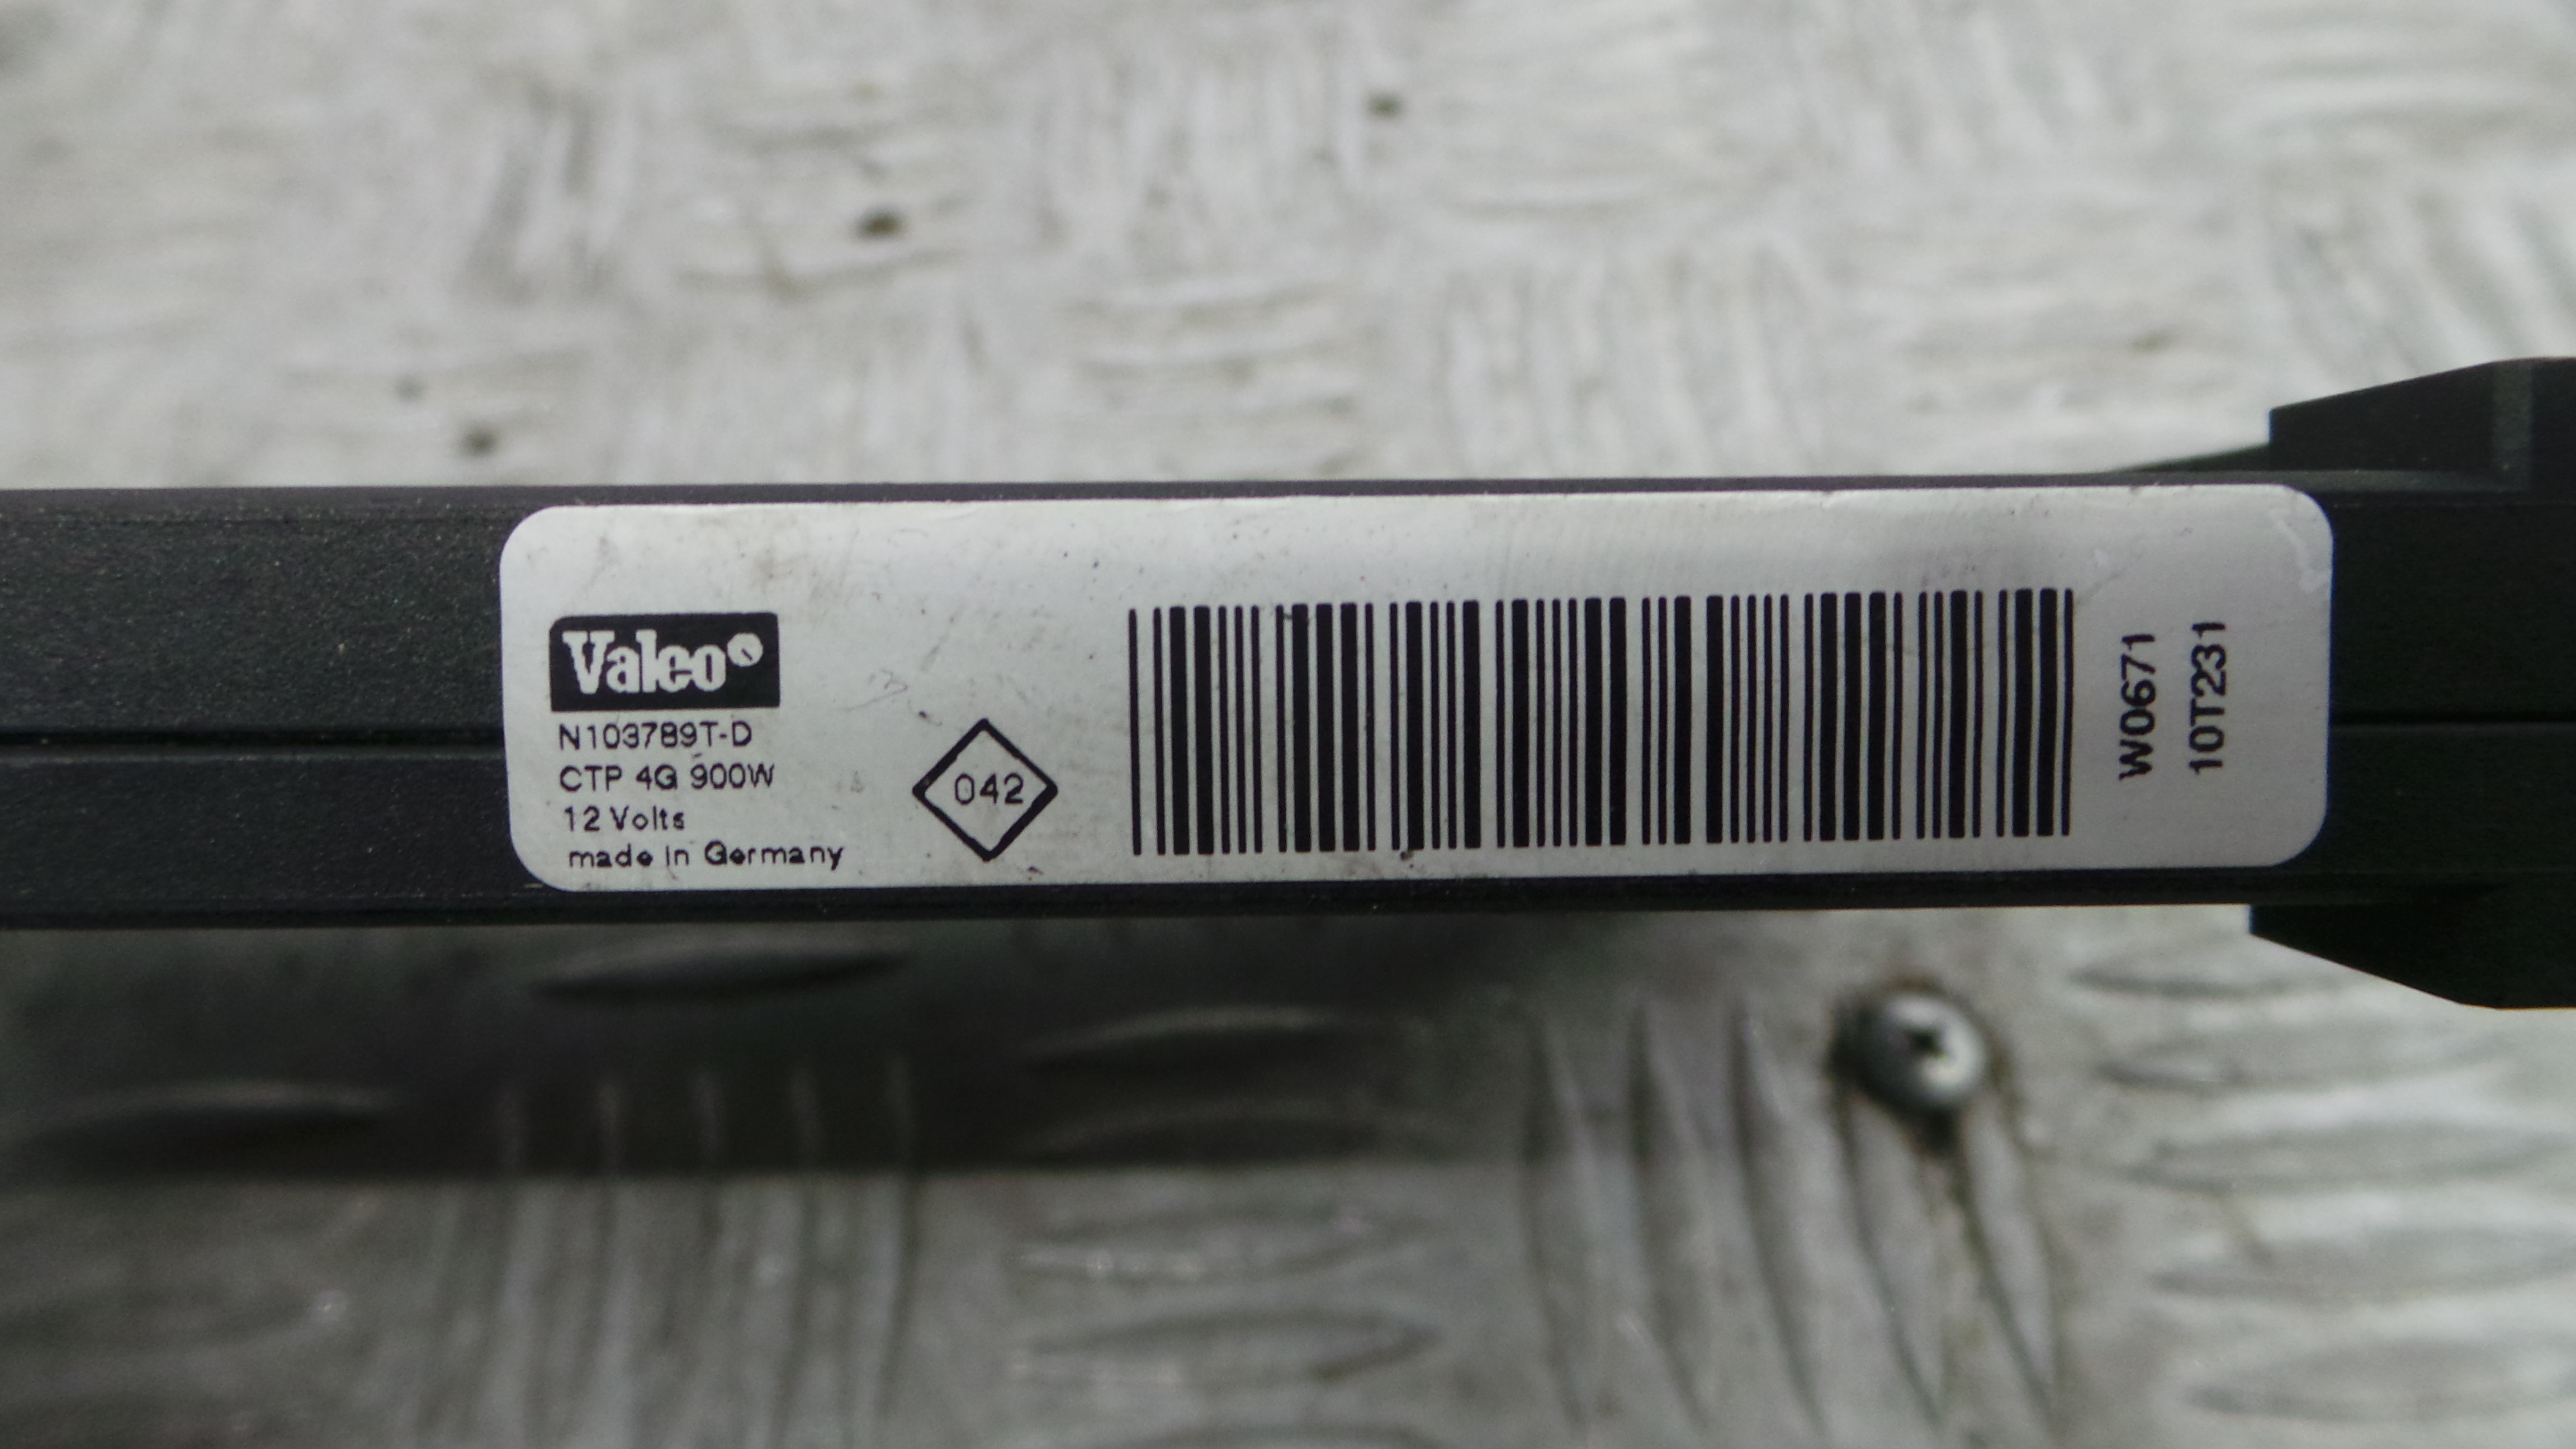 Valeo
N103789T-D
CTP 4G 900W
12 Volts
made in Germany
042
W0671
10T231